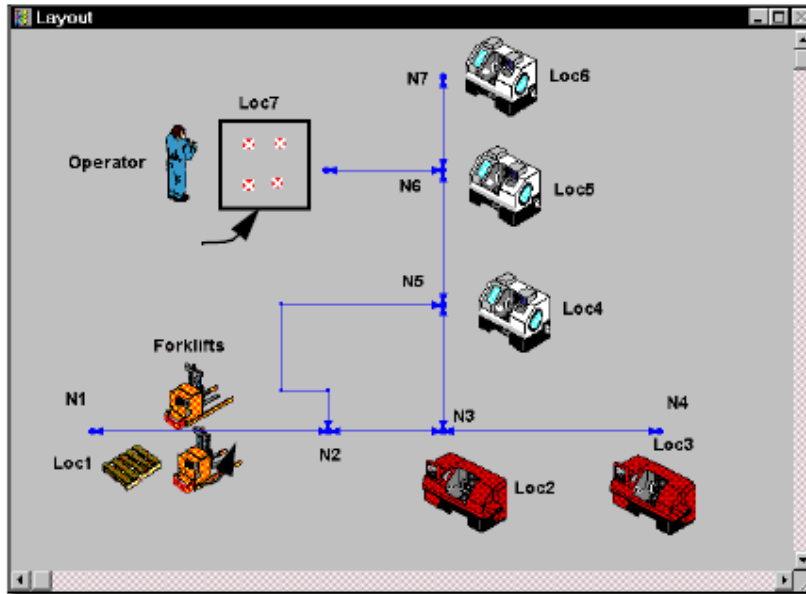 Layout
N7
Loc6
Loc7
Operator
N6
Loc5
N5
Loc4
Forklifts
N1
N3
N4
Loc1
N2
Loc3
Loc2